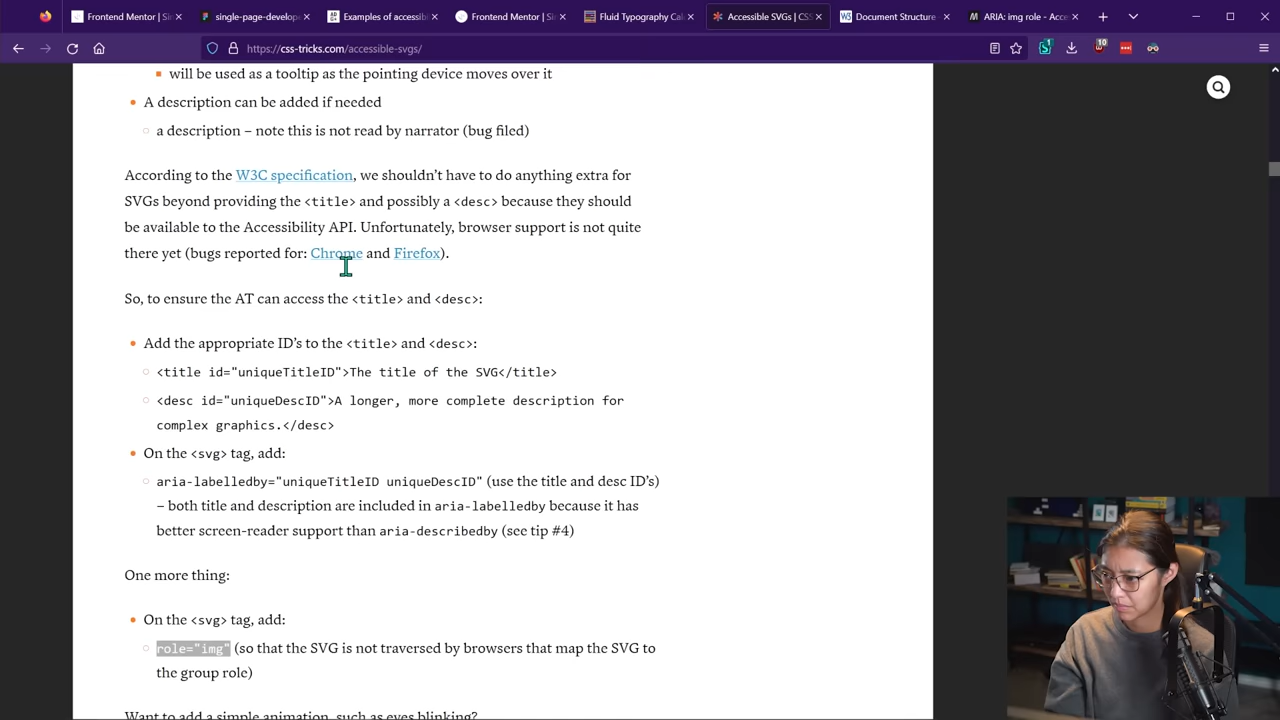 Frontend Mentor | Sin
single-page-develop
Examples of accessib
Frontend Mentor | Sin
Fluid Typography Cal
Accessible SVGs | CSS
Document Structure
ARIA: img role - Acce
https://css-tricks.com/accessible-svgs/
1
10
will be used as a tooltip as the pointing device moves over it
A description can be added if needed
a description – note this is not read by narrator (bug filed)
According to the W3C specification, we shouldn’t have to do anything extra for
SVGs beyond providing the <title> and possibly a <desc> because they should
be available to the Accessibility API. Unfortunately, browser support is not quite
there yet (bugs reported for: Chrome and Firefox).
So, to ensure the AT can access the <title> and <desc>:
Add the appropriate ID’s to the <title> and <desc>:
<title id="uniqueTitleID">The title of the SVG</title>
<desc id="uniqueDescID">A longer, more complete description for
complex graphics.</desc>
On the <svg> tag, add:
aria-labelledby="uniqueTitleID uniqueDescID" (use the title and desc ID’s)
– both title and description are included in aria-labelledby because it has
better screen-reader support than aria-describedby (see tip #4)
One more thing:
On the <svg> tag, add:
role="img" (so that the SVG is not traversed by browsers that map the SVG to
the group role)
Want to add a simple animation, such as eyes blinking?